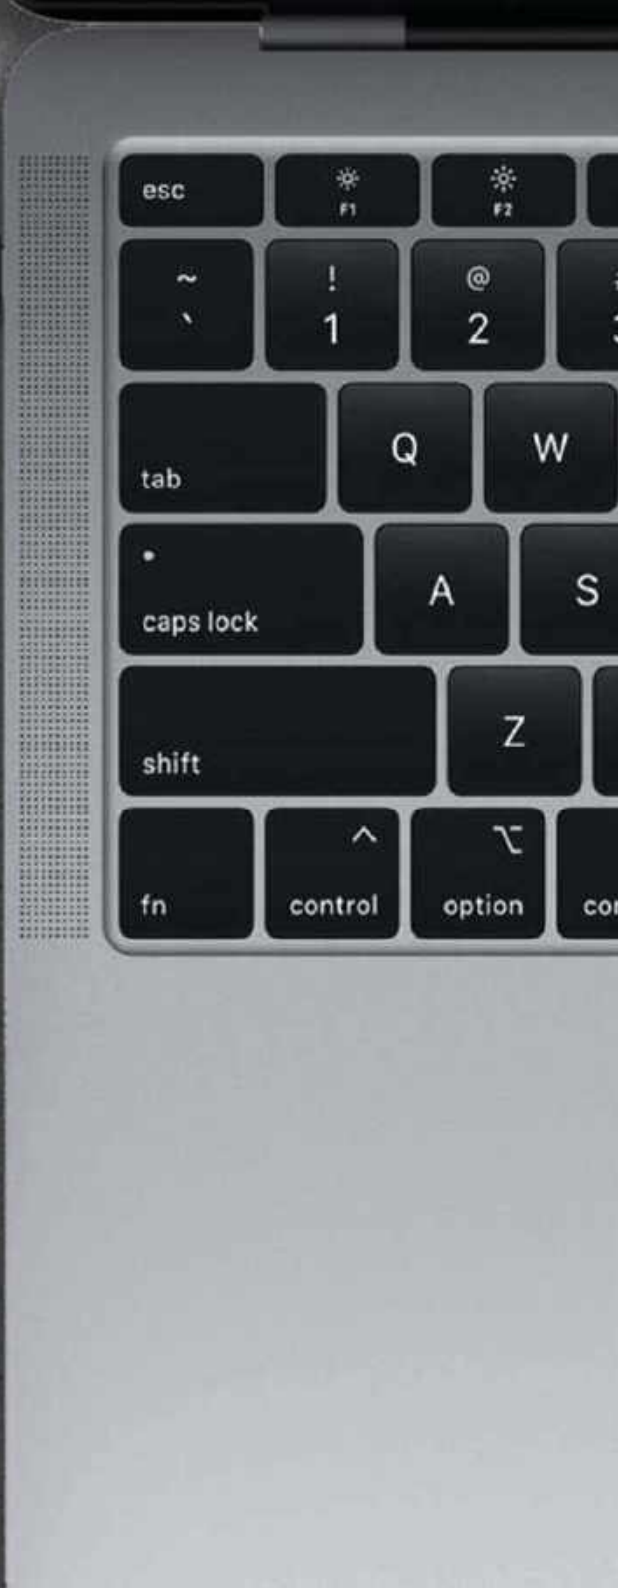 esc F1 F2
~ ! @
` 1 2
tab Q W
caps lock A S
shift Z
fn control option